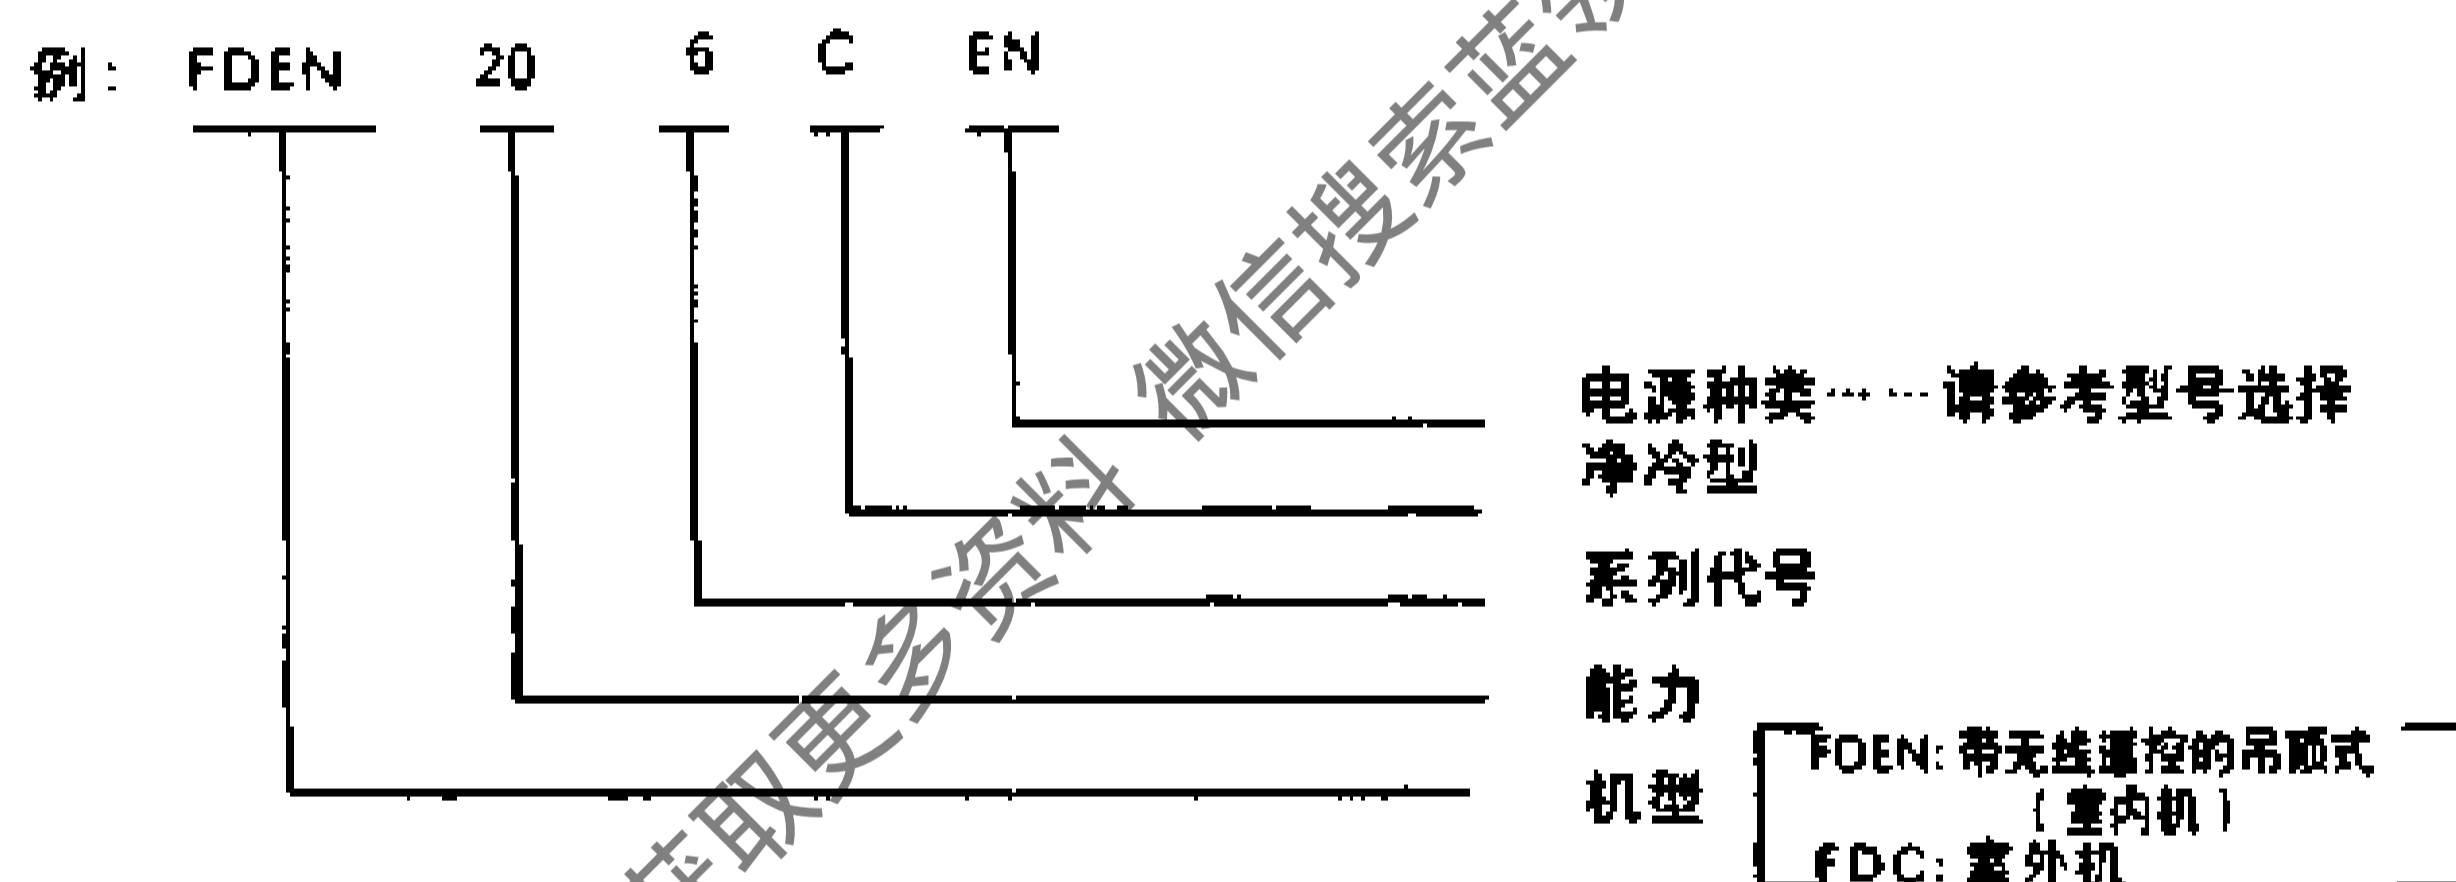 例： FDEN 20 6 C EN
电源种类……请参考型号选择
净冷型
系列代号
能力
机型
FDEN: 带无线遥控的吊顶式
(室内机)
FDC: 室外机
获取更多资料 微信搜索蓝领